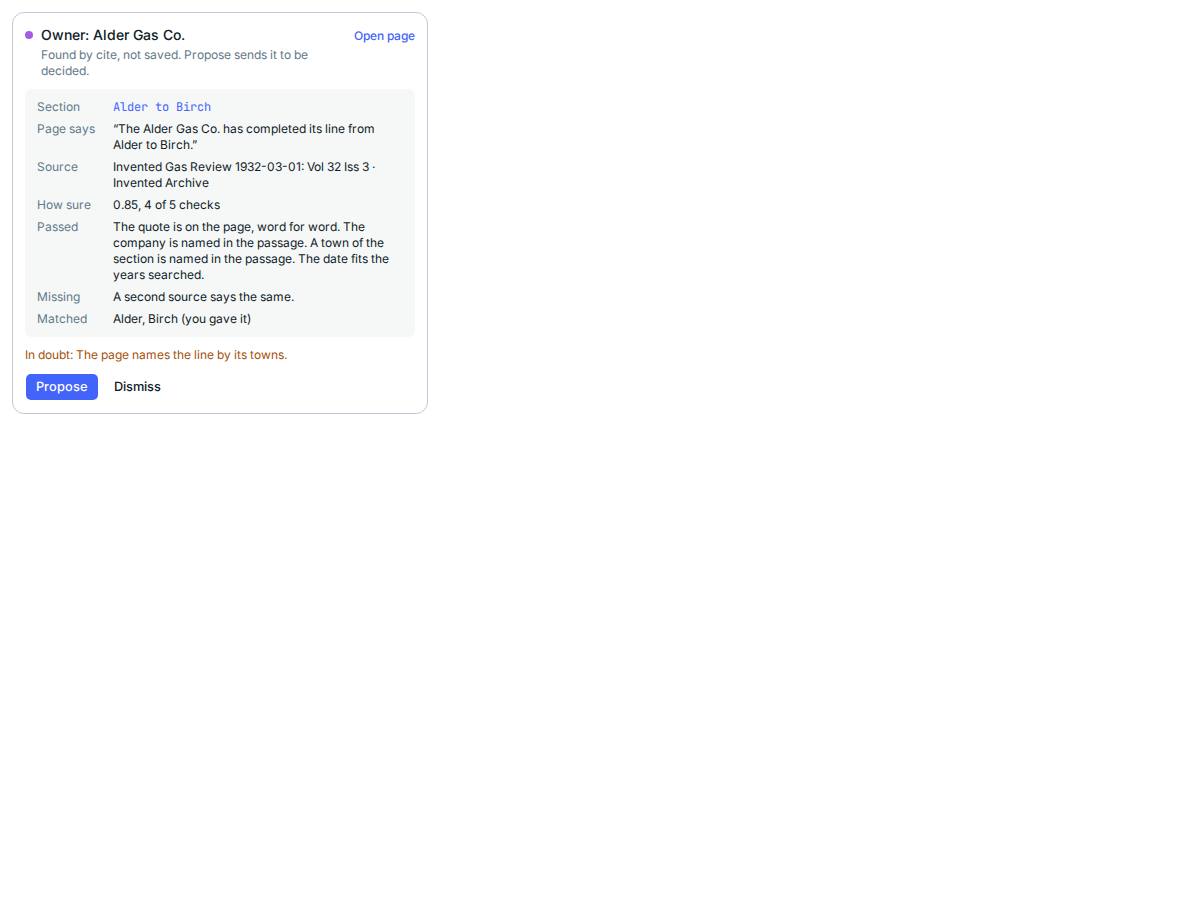 Owner: Alder Gas Co.
Open page
Found by cite, not saved. Propose sends it to be
decided.
Section Alder to Birch
Page says “The Alder Gas Co. has completed its line from
Alder to Birch.”
Source Invented Gas Review 1932-03-01: Vol 32 Iss 3 ·
Invented Archive
How sure 0.85, 4 of 5 checks
Passed The quote is on the page, word for word. The
company is named in the passage. A town of the
section is named in the passage. The date fits the
years searched.
Missing A second source says the same.
Matched Alder, Birch (you gave it)
In doubt: The page names the line by its towns.
Propose Dismiss